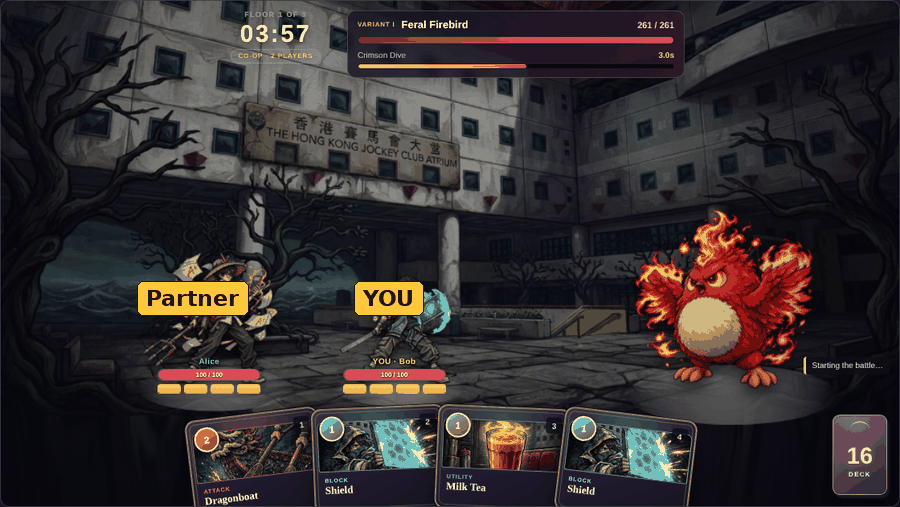 FLOOR 1 OF 3
03:57
CO-OP · 2 PLAYERS
VARIANT I Feral Firebird 261 / 261
Crimson Dive 3.0s
香港賽馬會大堂
THE HONG KONG JOCKEY CLUB ATRIUM
Partner
YOU
Alice
100 / 100
YOU · Bob
100 / 100
Starting the battle…
2
1
ATTACK
Dragonboat
1
2
BLOCK
Shield
1
3
UTILITY
Milk Tea
1
4
BLOCK
Shield
16
DECK